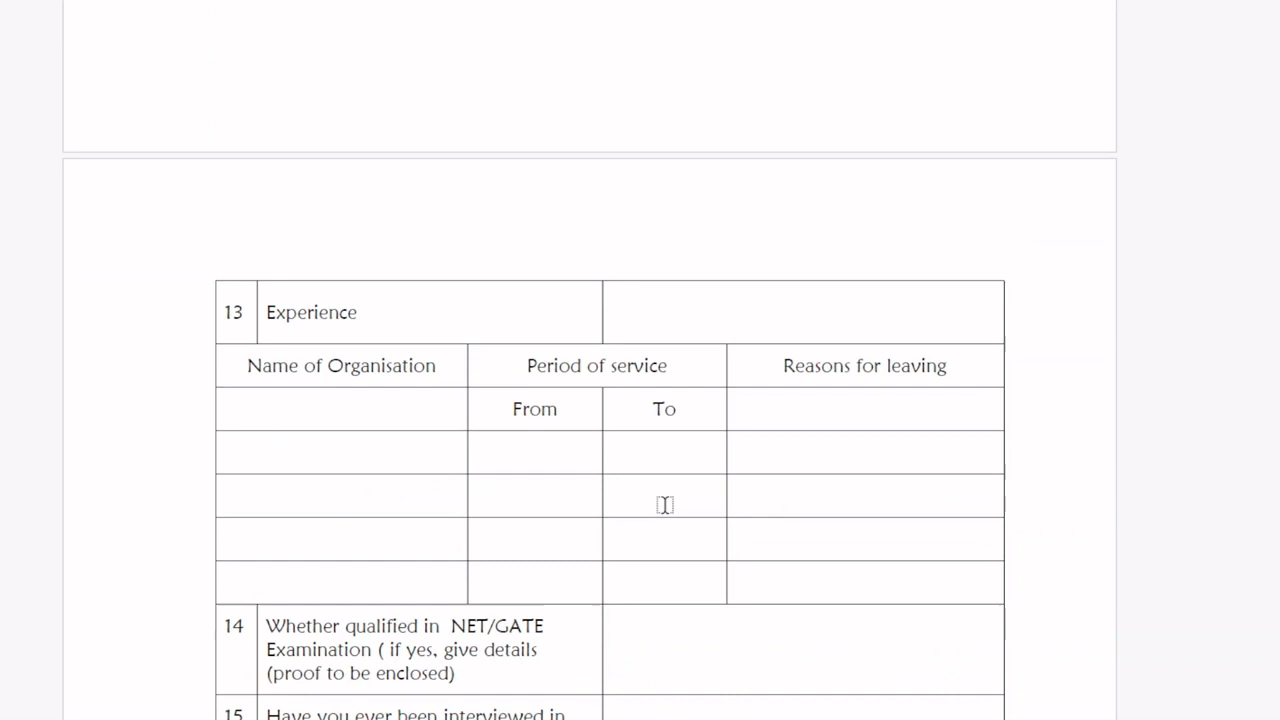 13 Experience
Name of Organisation Period of service Reasons for leaving
From To
14 Whether qualified in NET/GATE
Examination ( if yes, give details
(proof to be enclosed)
15 Have you ever been interviewed in